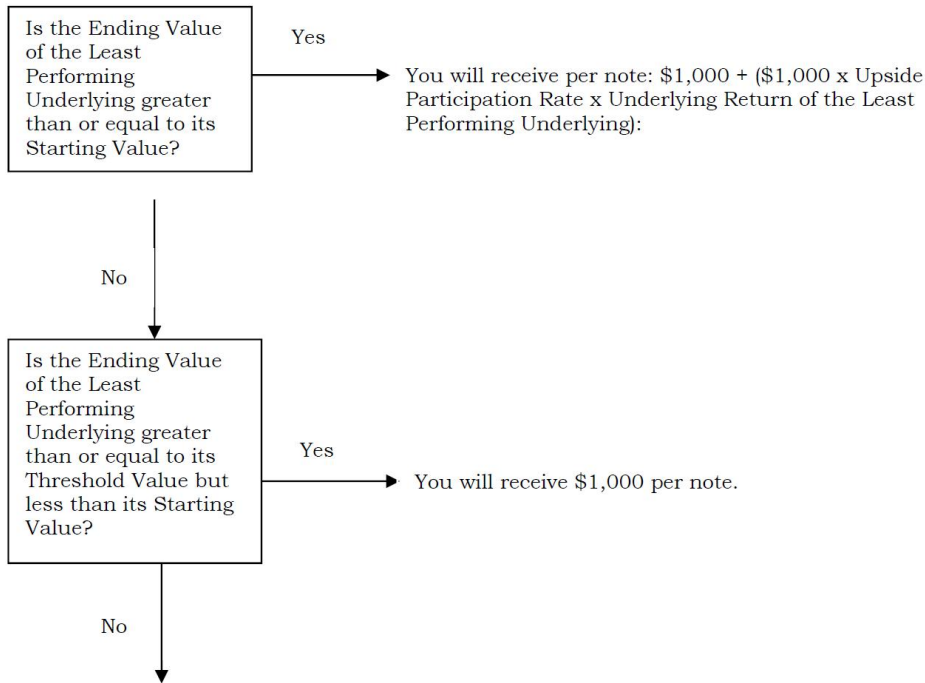 Is the Ending Value
of the Least
Performing
Underlying greater
than or equal to its
Starting Value?
Yes
You will receive per note: $1,000 + ($1,000 x Upside
Participation Rate x Underlying Return of the Least
Performing Underlying):
No
Is the Ending Value
of the Least
Performing
Underlying greater
than or equal to its
Threshold Value but
less than its Starting
Value?
Yes
You will receive $1,000 per note.
No